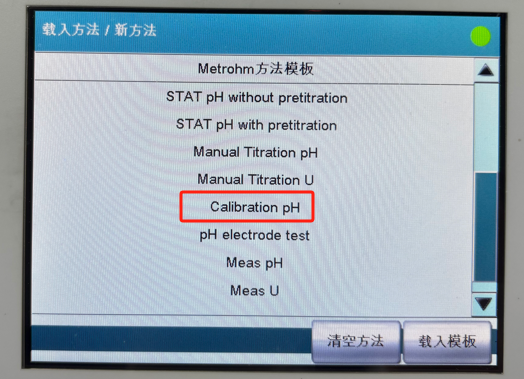 载入方法 / 新方法
Metrohm方法模板
STAT pH without pretitration
STAT pH with pretitration
Manual Titration pH
Manual Titration U
Calibration pH
pH electrode test
Meas pH
Meas U
清空方法 载入模板